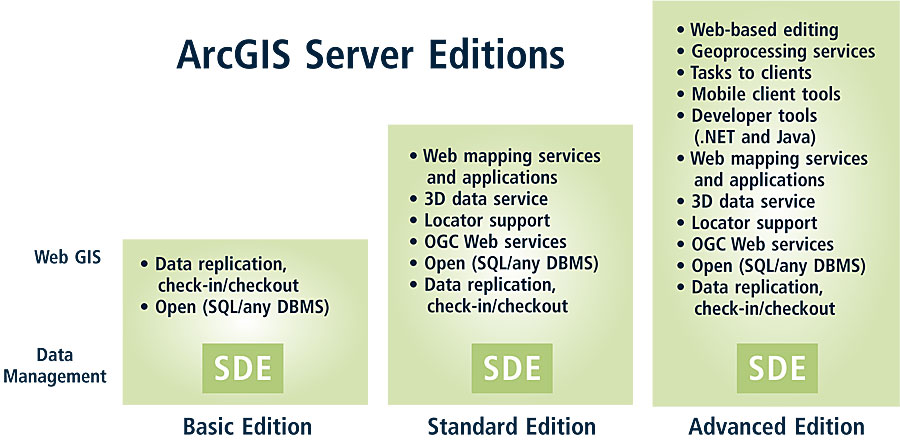 ArcGIS Server Editions
Web GIS
Data
Management
• Data replication,
check-in/checkout
• Open (SQL/any DBMS)
SDE
Basic Edition
• Web mapping services
and applications
• 3D data service
• Locator support
• OGC Web services
• Open (SQL/any DBMS)
• Data replication,
check-in/checkout
SDE
Standard Edition
• Web-based editing
• Geoprocessing services
• Tasks to clients
• Mobile client tools
• Developer tools
(.NET and Java)
• Web mapping services
and applications
• 3D data service
• Locator support
• OGC Web services
• Open (SQL/any DBMS)
• Data replication,
check-in/checkout
SDE
Advanced Edition